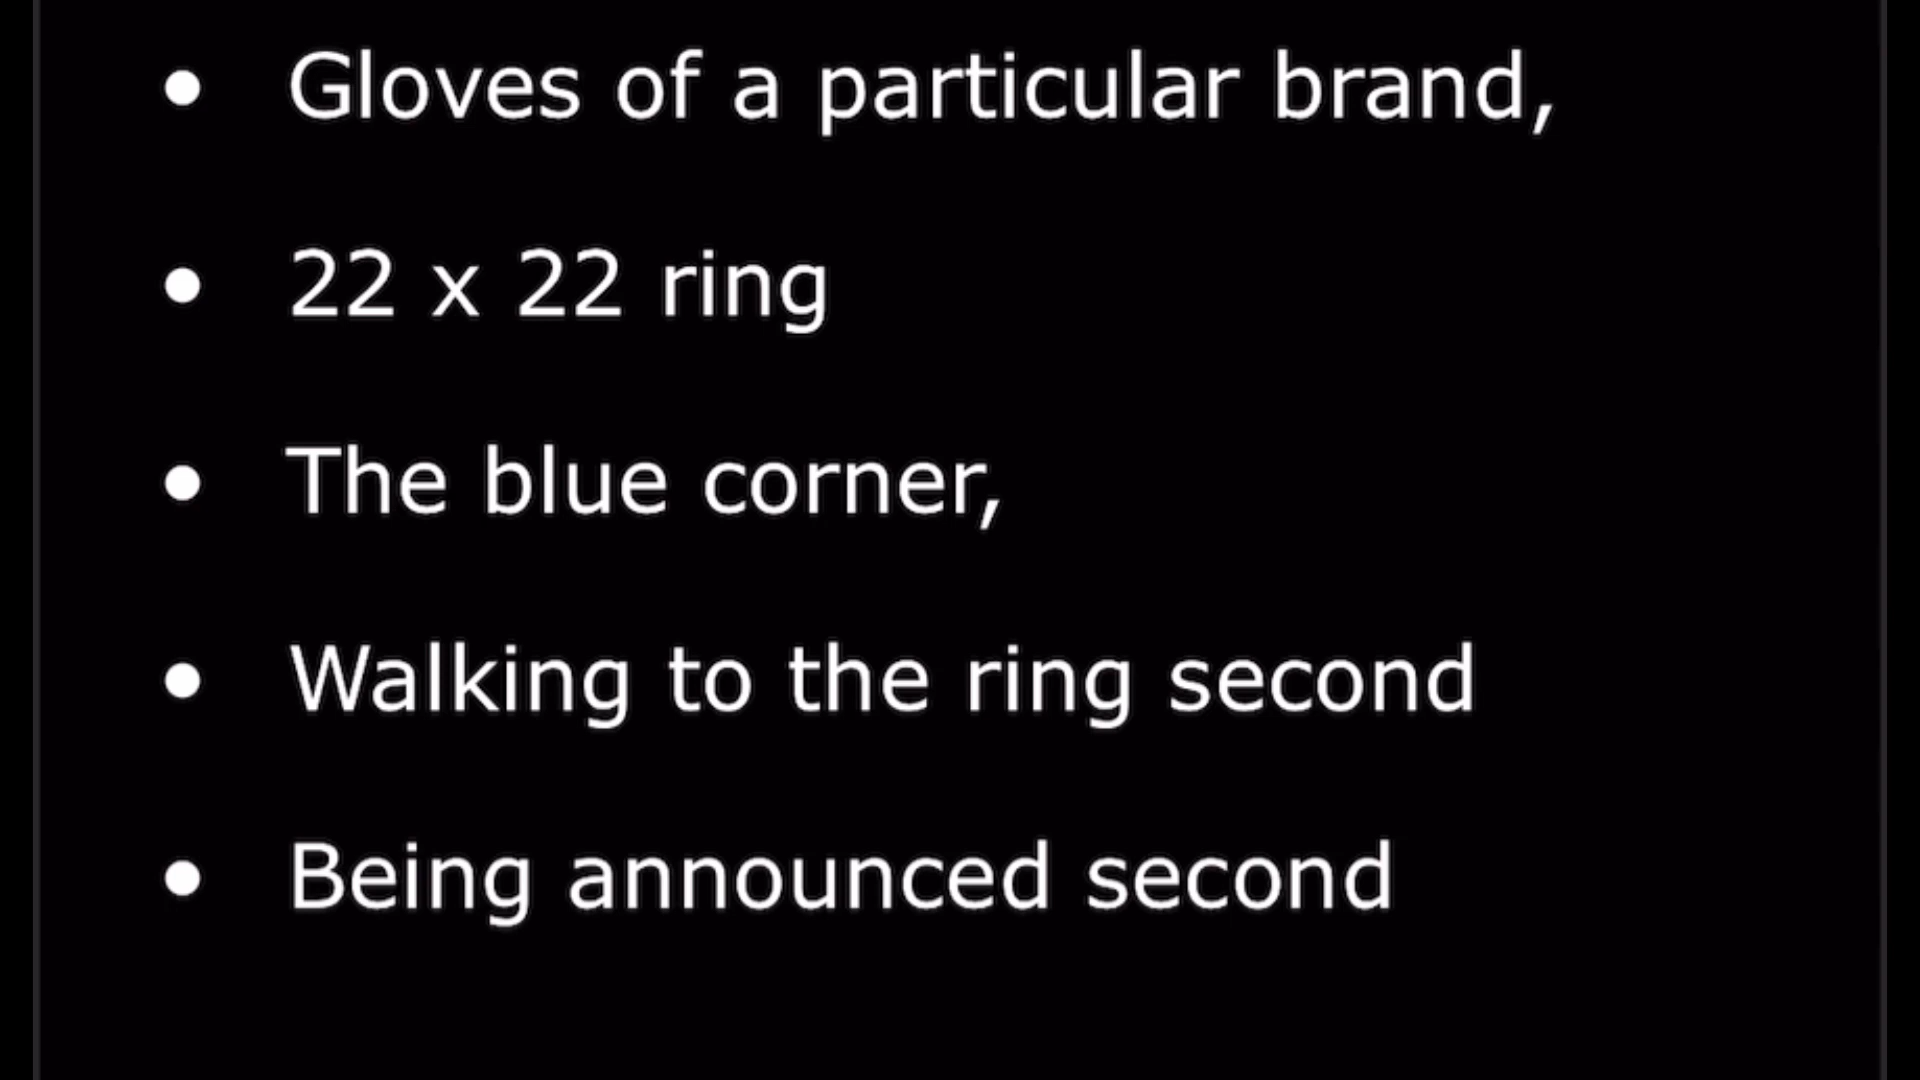 • Gloves of a particular brand,
• 22 x 22 ring
• The blue corner,
• Walking to the ring second
• Being announced second